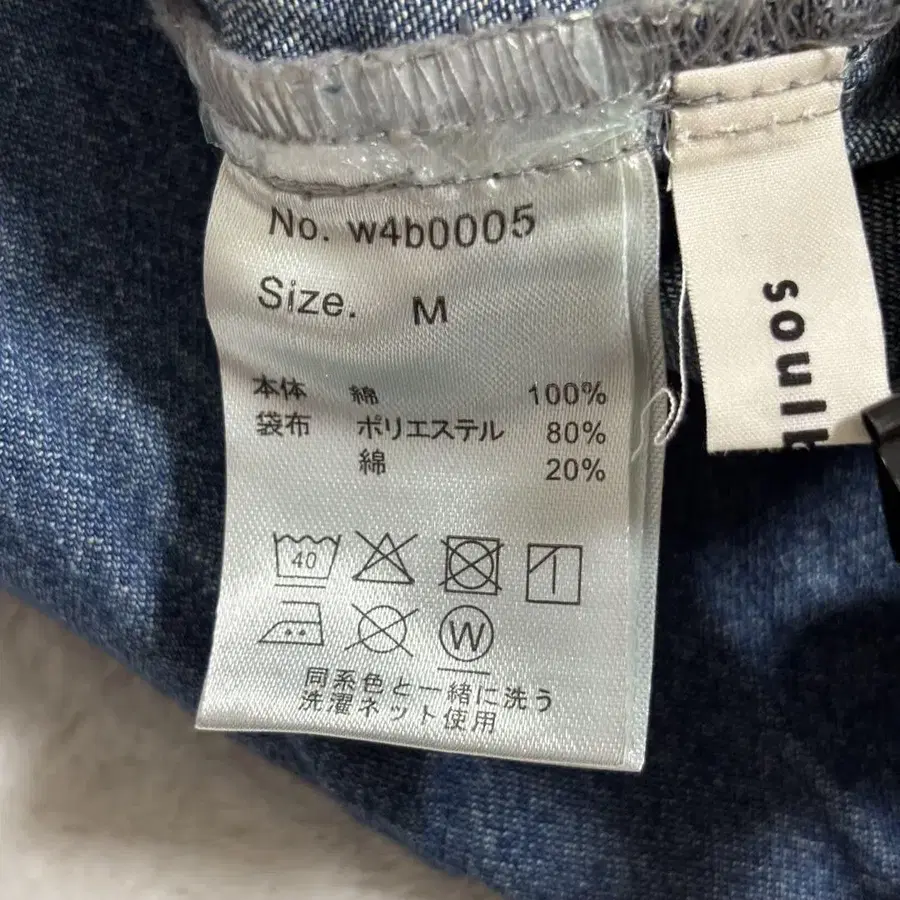 No. w4b0005
Size. M
本体 綿 100%
袋布 ポリエステル 80%
綿 20%
40
W
同系色と一緒に洗う
洗濯ネット使用
soul